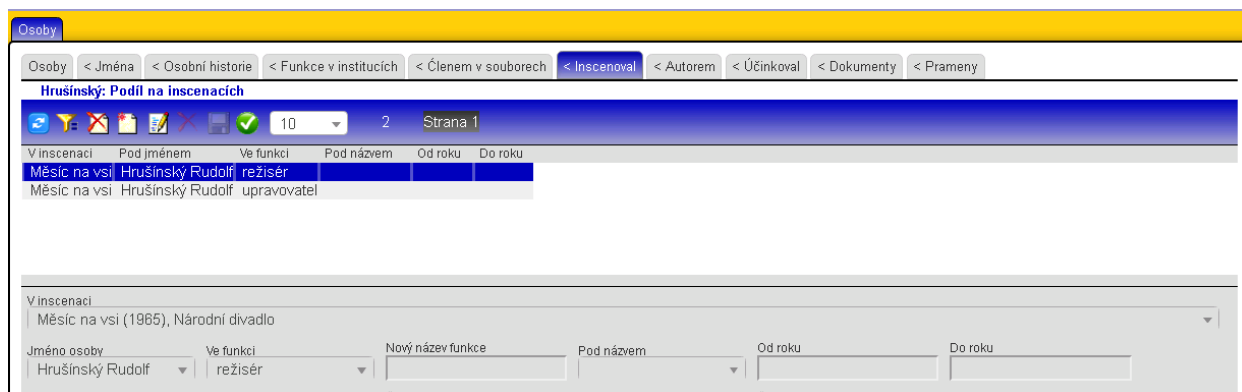 Osoby
Osoby < Jména < Osobní historie < Funkce v institucích < Členem v souborech < Inscenoval < Autorem < Účinkoval < Dokumenty < Prameny
Hrušínský: Podíl na inscenacích
10 2 Strana 1
V inscenaci Pod jménem Ve funkci Pod názvem Od roku Do roku
Měsíc na vsi Hrušínský Rudolf režisér
Měsíc na vsi Hrušínský Rudolf upravovatel
V inscenaci
Měsíc na vsi (1965), Národní divadlo
Jméno osoby Ve funkci Nový název funkce Pod názvem Od roku Do roku
Hrušínský Rudolf režisér